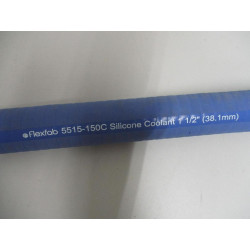 Flexfab 5515-150C Silicone Coolant 1 1/2" (38.1mm)